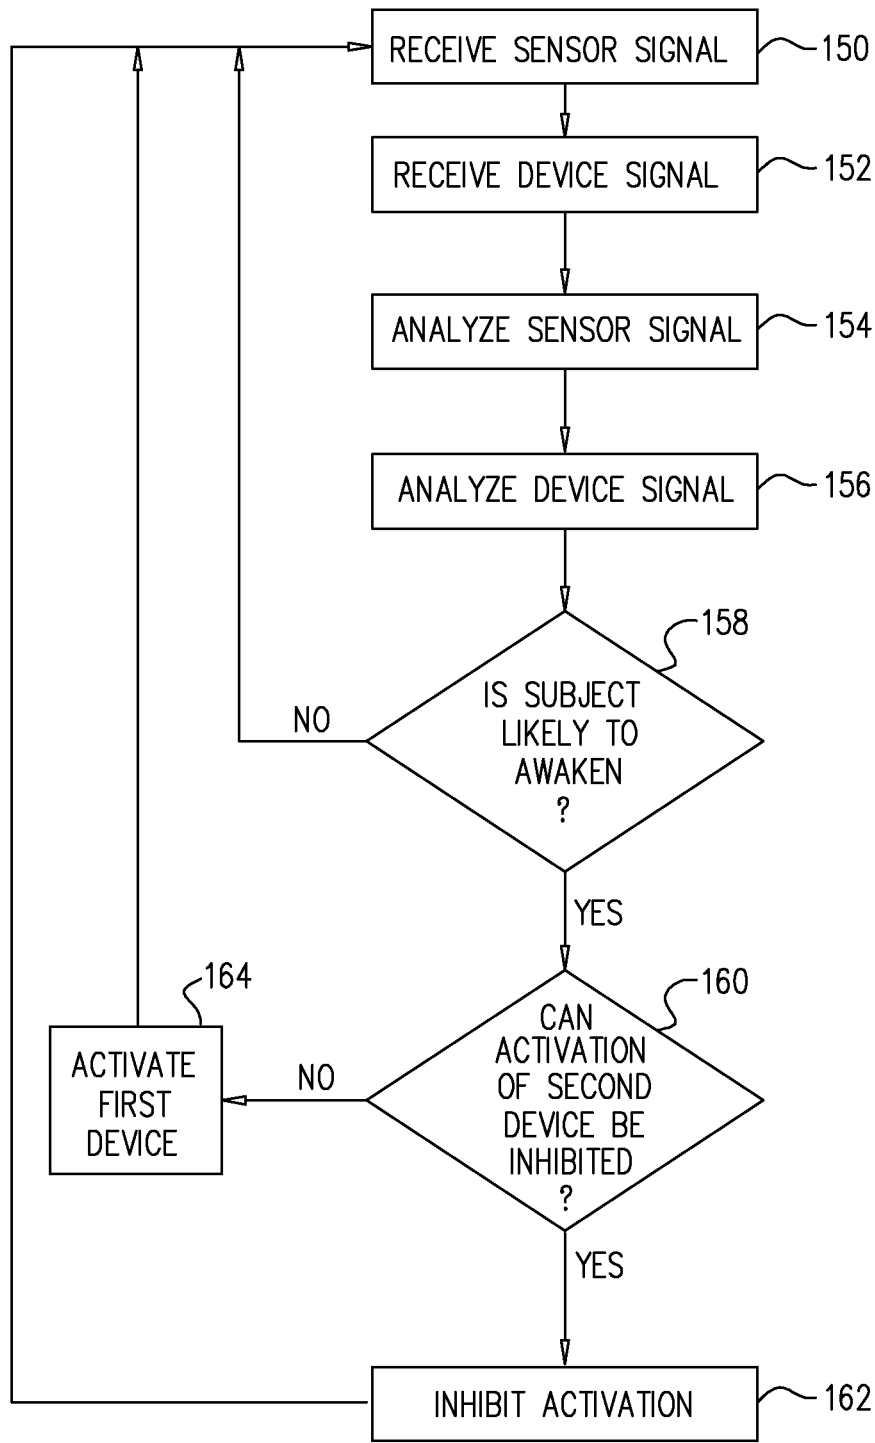 RECEIVE SENSOR SIGNAL
150
RECEIVE DEVICE SIGNAL
152
ANALYZE SENSOR SIGNAL
154
ANALYZE DEVICE SIGNAL
156
158
IS SUBJECT
LIKELY TO
AWAKEN
?
NO
YES
160
CAN
ACTIVATION
OF SECOND
DEVICE BE
INHIBITED
?
NO
164
ACTIVATE
FIRST
DEVICE
YES
INHIBIT ACTIVATION
162